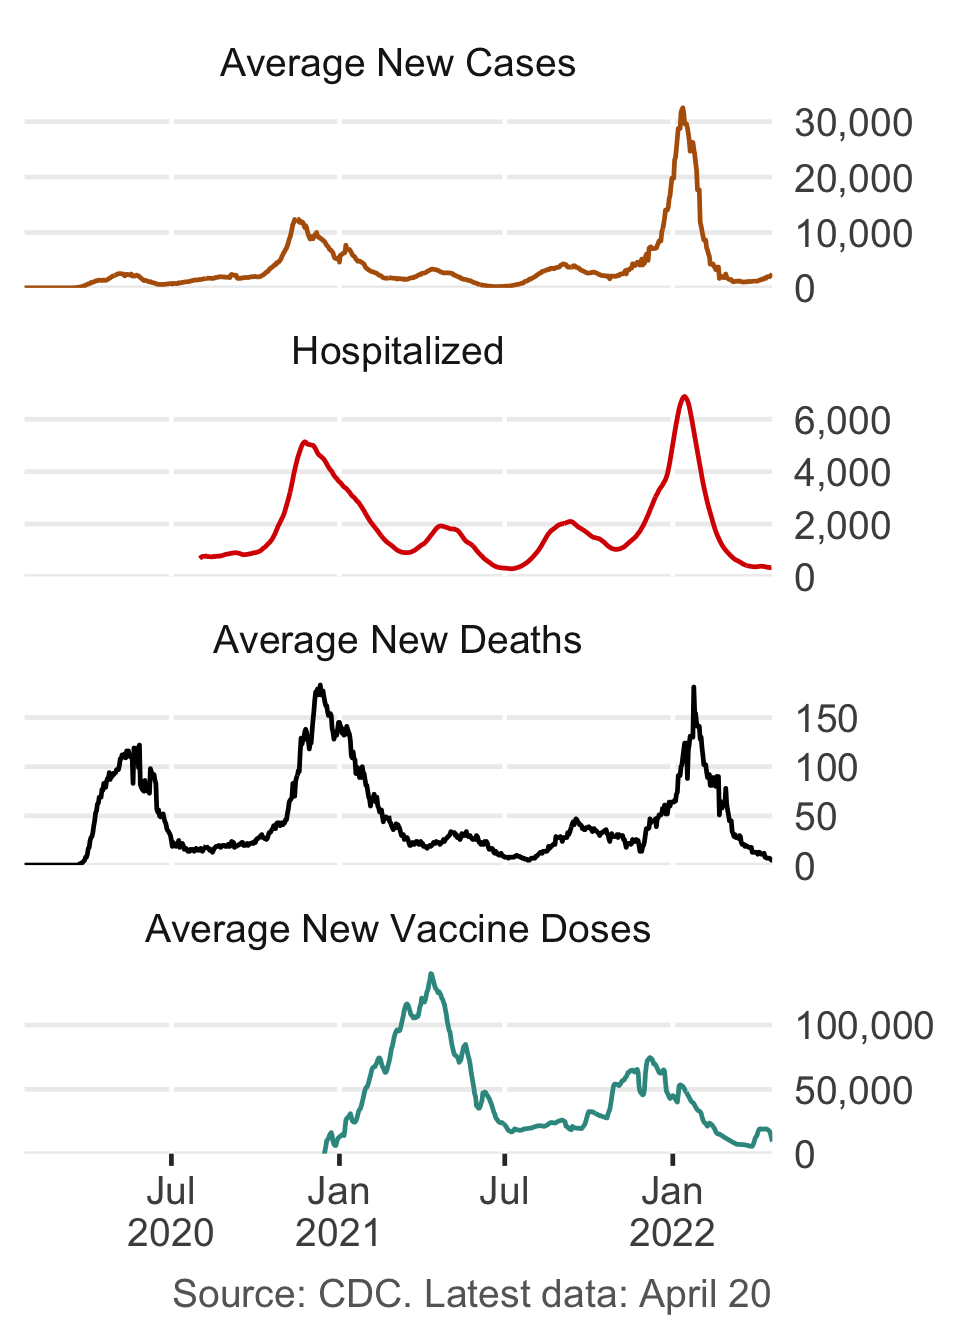 Average New Cases
30,000
20,000
10,000
0
Hospitalized
6,000
4,000
2,000
0
Average New Deaths
150
100
50
0
Average New Vaccine Doses
100,000
50,000
0
Jul Jan Jul Jan
2020 2021 2022
Source: CDC. Latest data: April 20